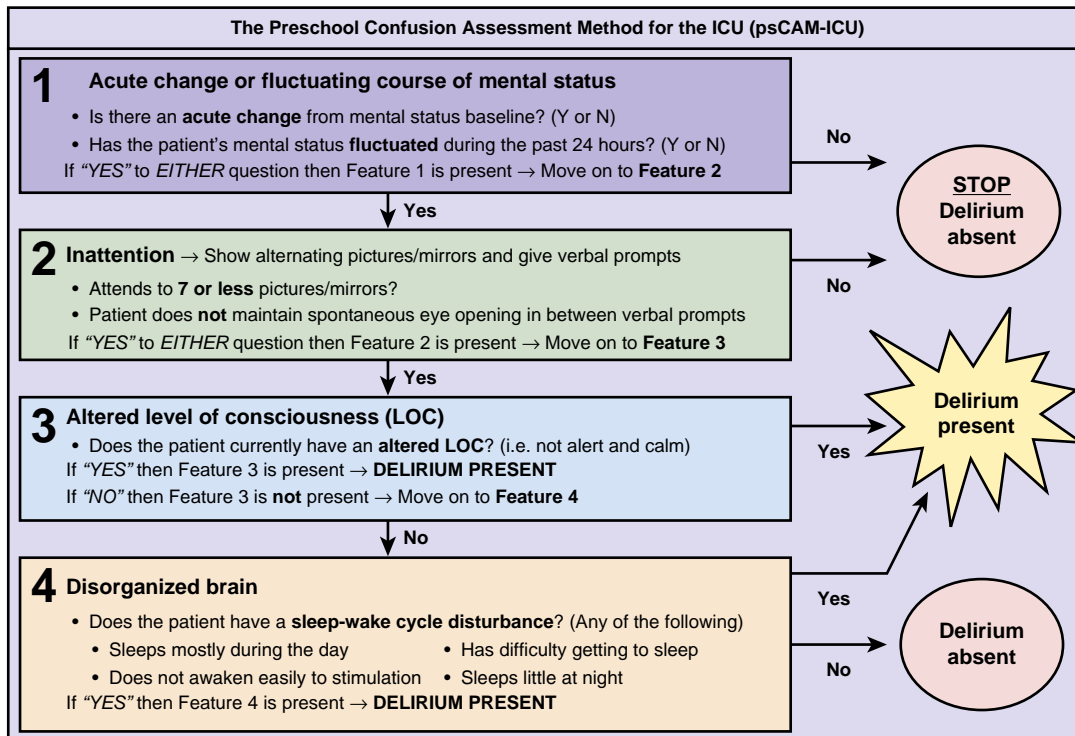 The Preschool Confusion Assessment Method for the ICU (psCAM-ICU)
1 Acute change or fluctuating course of mental status
• Is there an acute change from mental status baseline? (Y or N)
• Has the patient's mental status fluctuated during the past 24 hours? (Y or N)
If "YES" to EITHER question then Feature 1 is present → Move on to Feature 2
No
STOP
Delirium
absent
Yes
2 Inattention → Show alternating pictures/mirrors and give verbal prompts
• Attends to 7 or less pictures/mirrors?
• Patient does not maintain spontaneous eye opening in between verbal prompts
If "YES" to EITHER question then Feature 2 is present → Move on to Feature 3
No
Yes
3 Altered level of consciousness (LOC)
• Does the patient currently have an altered LOC? (i.e. not alert and calm)
If "YES" then Feature 3 is present → DELIRIUM PRESENT
If "NO" then Feature 3 is not present → Move on to Feature 4
Yes
Delirium
present
No
4 Disorganized brain
• Does the patient have a sleep-wake cycle disturbance? (Any of the following)
• Sleeps mostly during the day
• Has difficulty getting to sleep
• Does not awaken easily to stimulation
• Sleeps little at night
If "YES" then Feature 4 is present → DELIRIUM PRESENT
Yes
No
Delirium
absent